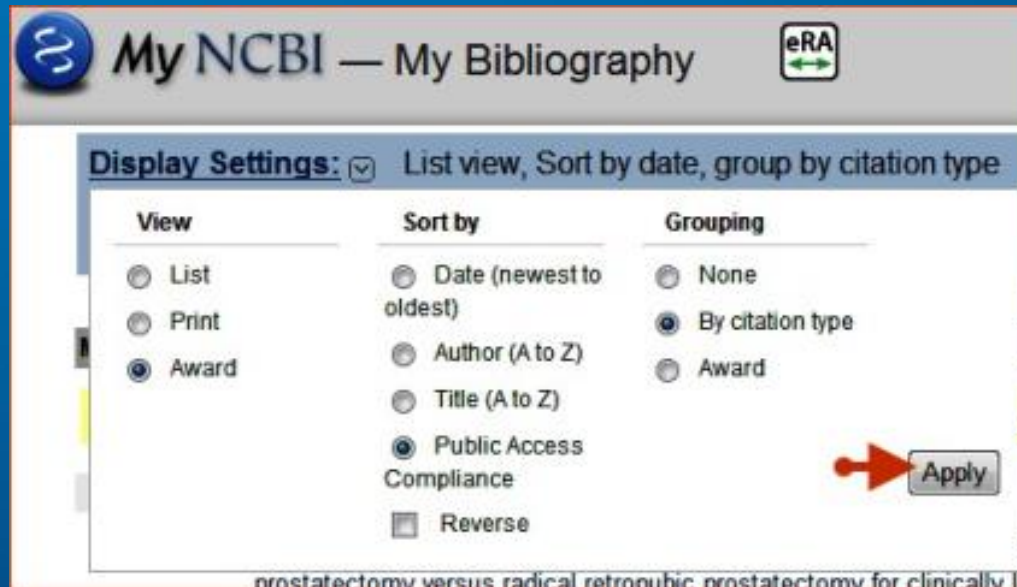 My NCBI — My Bibliography
eRA
Display Settings: List view, Sort by date, group by citation type
View
List
Print
Award
Sort by
Date (newest to
oldest)
Author (A to Z)
Title (A to Z)
Public Access
Compliance
Reverse
Grouping
None
By citation type
Award
Apply
prostatectomy versus radical retropubic prostatectomy for clinically